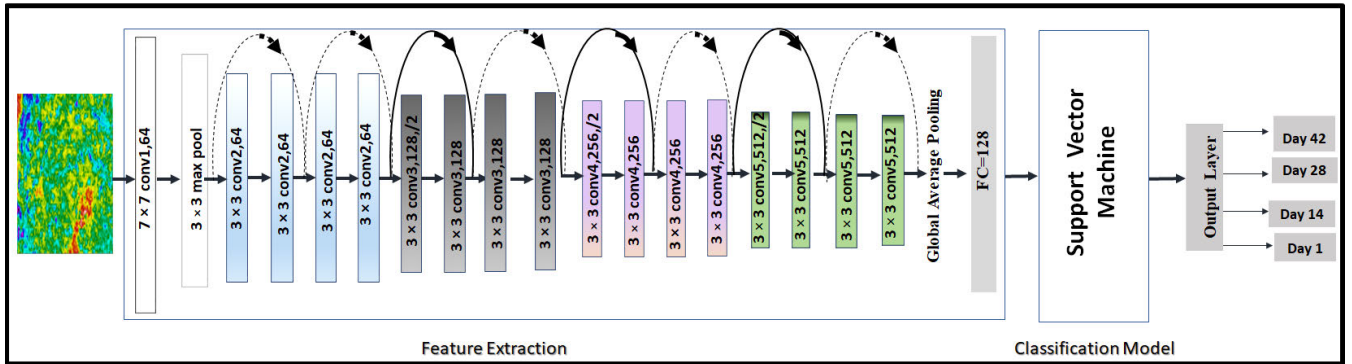 7 × 7 conv1,64
3 × 3 max pool
3 × 3 conv2,64
3 × 3 conv2,64
3 × 3 conv2,64
3 × 3 conv2,64
3 × 3 conv3,128,/2
3 × 3 conv3,128
3 × 3 conv3,128
3 × 3 conv3,128
3 × 3 conv4,256,/2
3 × 3 conv4,256
3 × 3 conv4,256
3 × 3 conv4,256
3 × 3 conv5,512,/2
3 × 3 conv5,512
3 × 3 conv5,512
3 × 3 conv5,512
Global Average Pooling
FC=128
Support Vector
Machine
Output Layer
Day 42
Day 28
Day 14
Day 1
Feature Extraction
Classification Model